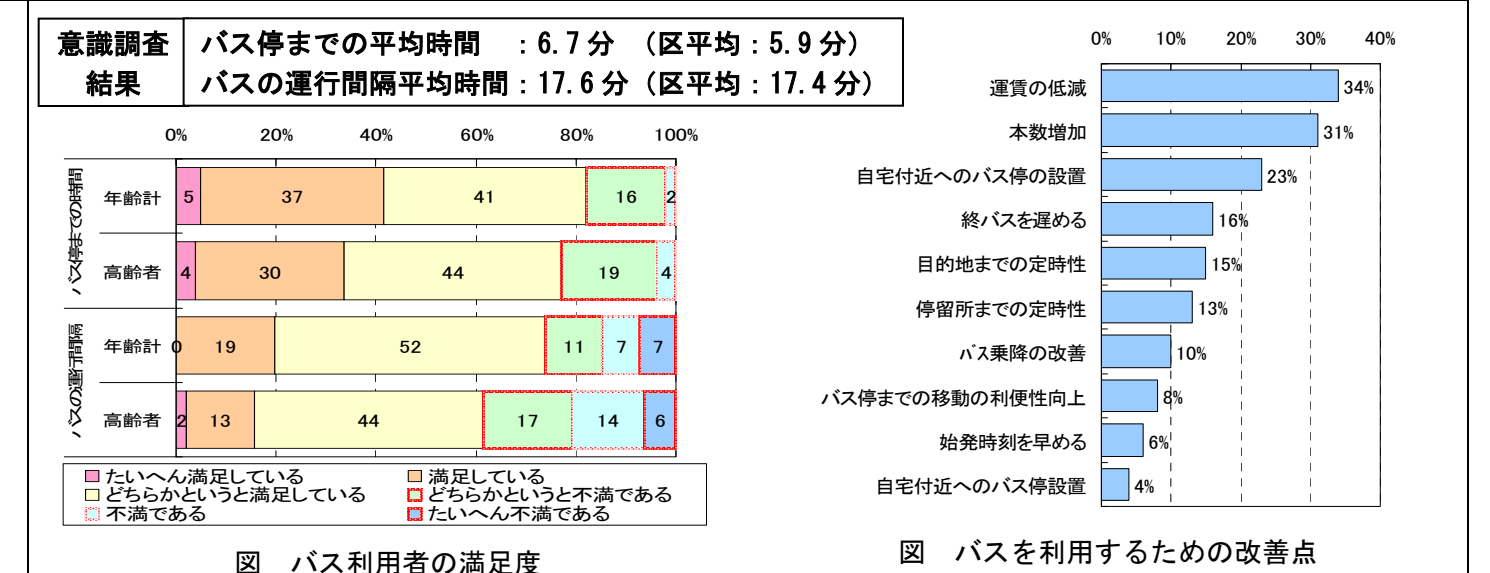 意識調査 結果
バス停までの平均時間 ：6.7分 （区平均：5.9分）
バスの運行間隔平均時間：17.6分（区平均：17.4分）
0% 20% 40% 60% 80% 100%
バス停までの時間
年齢計 5 37 41 16 2
高齢者 4 30 44 19 4
バスの運行間隔
年齢計 0 19 52 11 7 7
高齢者 2 13 44 17 14 6
たいへん満足している 満足している
どちらかというと満足している どちらかというと不満である
不満である たいへん不満である
図 バス利用者の満足度
0% 10% 20% 30% 40%
運賃の低減 34%
本数増加 31%
自宅付近へのバス停の設置 23%
終バスを遅める 16%
目的地までの定時性 15%
停留所までの定時性 13%
バス乗降の改善 10%
バス停までの移動の利便性向上 8%
始発時刻を早める 6%
自宅付近へのバス停設置 4%
図 バスを利用するための改善点